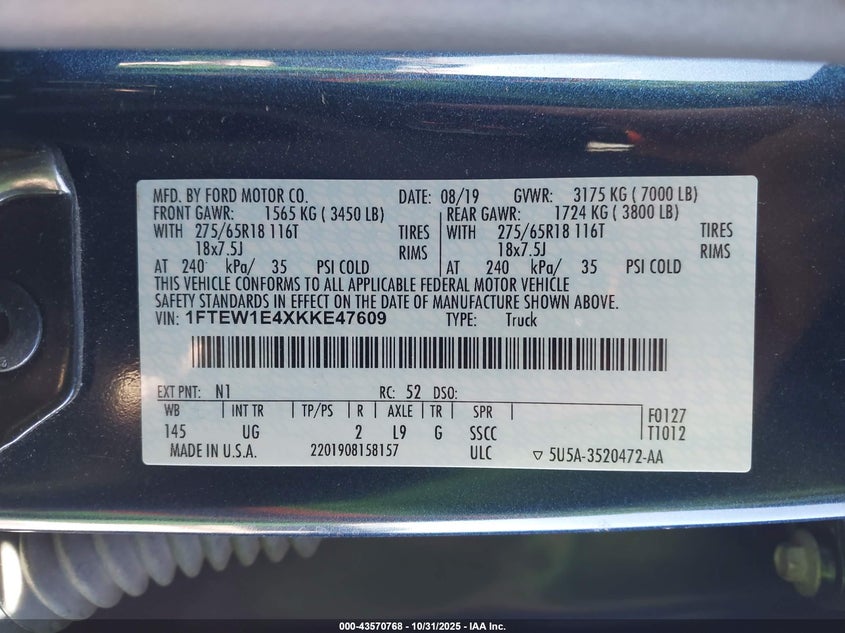 MFD. BY FORD MOTOR CO. DATE: 08/19 GVWR: 3175 KG ( 7000 LB)
FRONT GAWR: 1565 KG ( 3450 LB) REAR GAWR: 1724 KG ( 3800 LB)
WITH 275/65R18 116T TIRES WITH 275/65R18 116T TIRES
18x7.5J RIMS 18x7.5J RIMS
AT 240 kPa/ 35 PSI COLD AT 240 kPa/ 35 PSI COLD
THIS VEHICLE CONFORMS TO ALL APPLICABLE FEDERAL MOTOR VEHICLE
SAFETY STANDARDS IN EFFECT ON THE DATE OF MANUFACTURE SHOWN ABOVE.
VIN: 1FTEW1E4XKKE47609 TYPE: Truck
EXT PNT: N1 RC: 52 DSO:
WB INT TR TP/PS R AXLE TR SPR F0127
145 UG 2 L9 G SSCC T1012
MADE IN U.S.A. 2201908158157 ULC ▽ 5U5A-3520472-AA
000-43570768 - 10/31/2025 - IAA Inc.